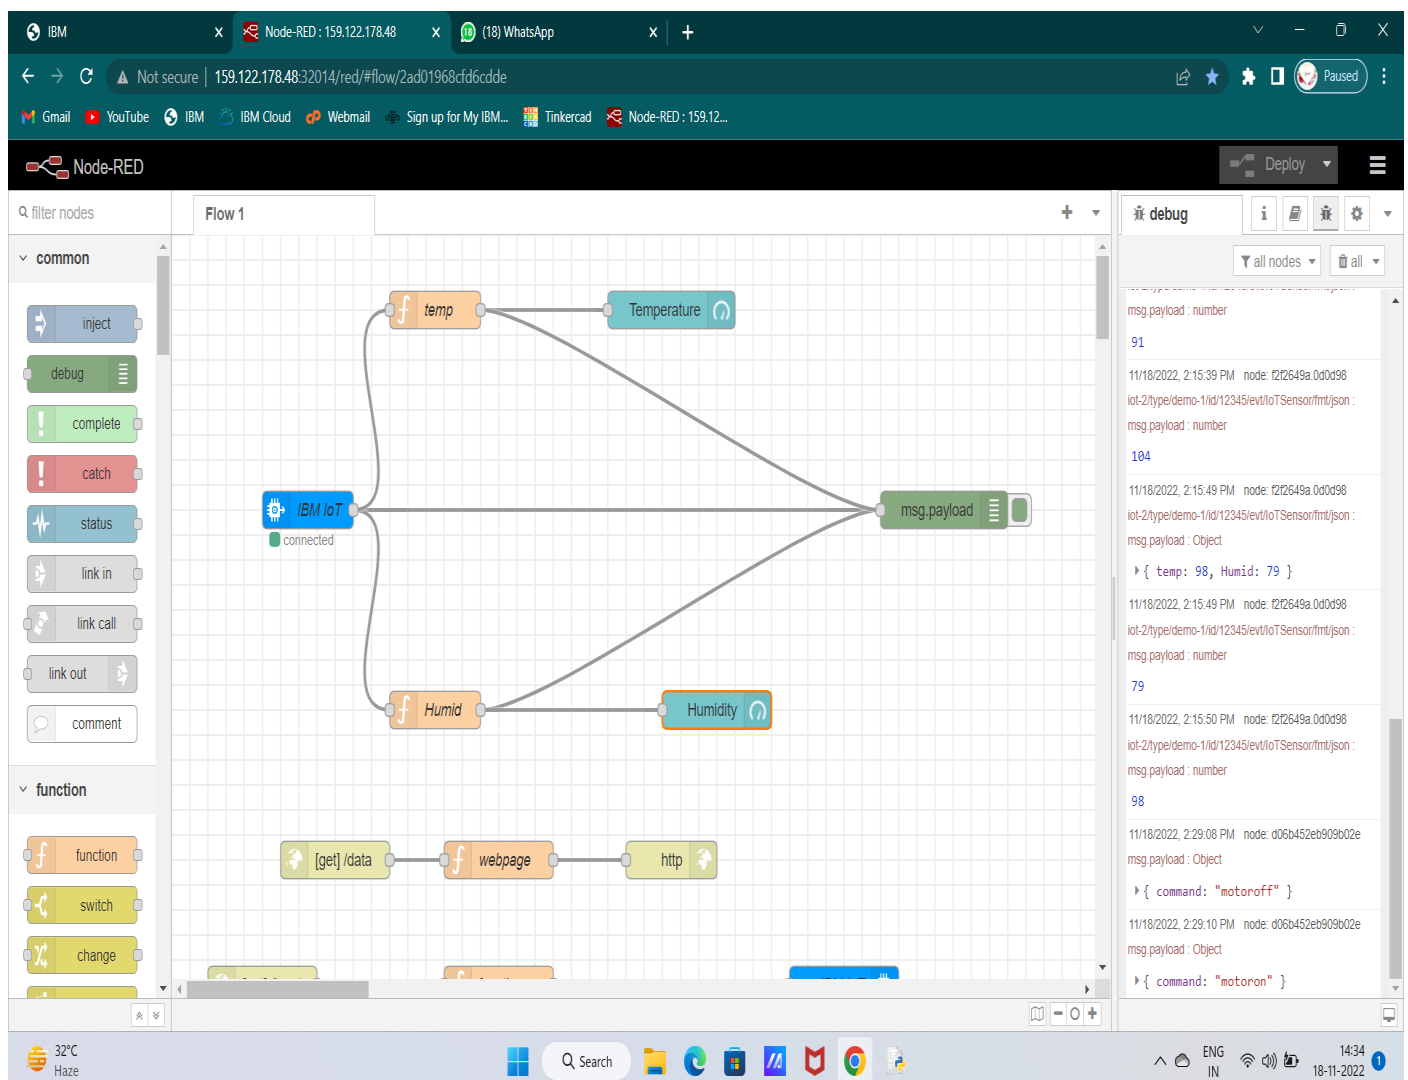 IBM
Node-RED : 159.122.178.48
18
(18) WhatsApp
Not secure
159.122.178.48:32014/red/#flow/2ad01968cfd6cdde
Paused
Gmail
YouTube
IBM
IBM Cloud
Webmail
Sign up for My IBM...
Tinkercad
Node-RED : 159.12...
Node-RED
Deploy
filter nodes
Flow 1
debug
i
all nodes
all
common
inject
debug
complete
catch
status
link in
link call
link out
comment
function
function
switch
change
temp
Temperature
IBM IoT
connected
msg.payload
Humid
Humidity
[get] /data
webpage
http
msg.payload : number
91
11/18/2022, 2:15:39 PM node: f2f2649a.0d0d98
iot-2/type/demo-1/id/12345/evt/IoTSensor/fmt/json :
msg.payload : number
104
11/18/2022, 2:15:49 PM node: f2f2649a.0d0d98
iot-2/type/demo-1/id/12345/evt/IoTSensor/fmt/json :
msg.payload : Object
{ temp: 98, Humid: 79 }
11/18/2022, 2:15:49 PM node: f2f2649a.0d0d98
iot-2/type/demo-1/id/12345/evt/IoTSensor/fmt/json :
msg.payload : number
79
11/18/2022, 2:15:50 PM node: f2f2649a.0d0d98
iot-2/type/demo-1/id/12345/evt/IoTSensor/fmt/json :
msg.payload : number
98
11/18/2022, 2:29:08 PM node: d06b452eb909b02e
msg.payload : Object
{ command: "motoroff" }
11/18/2022, 2:29:10 PM node: d06b452eb909b02e
msg.payload : Object
{ command: "motoron" }
32°C
Haze
Search
ENG
IN
14:34
18-11-2022
1